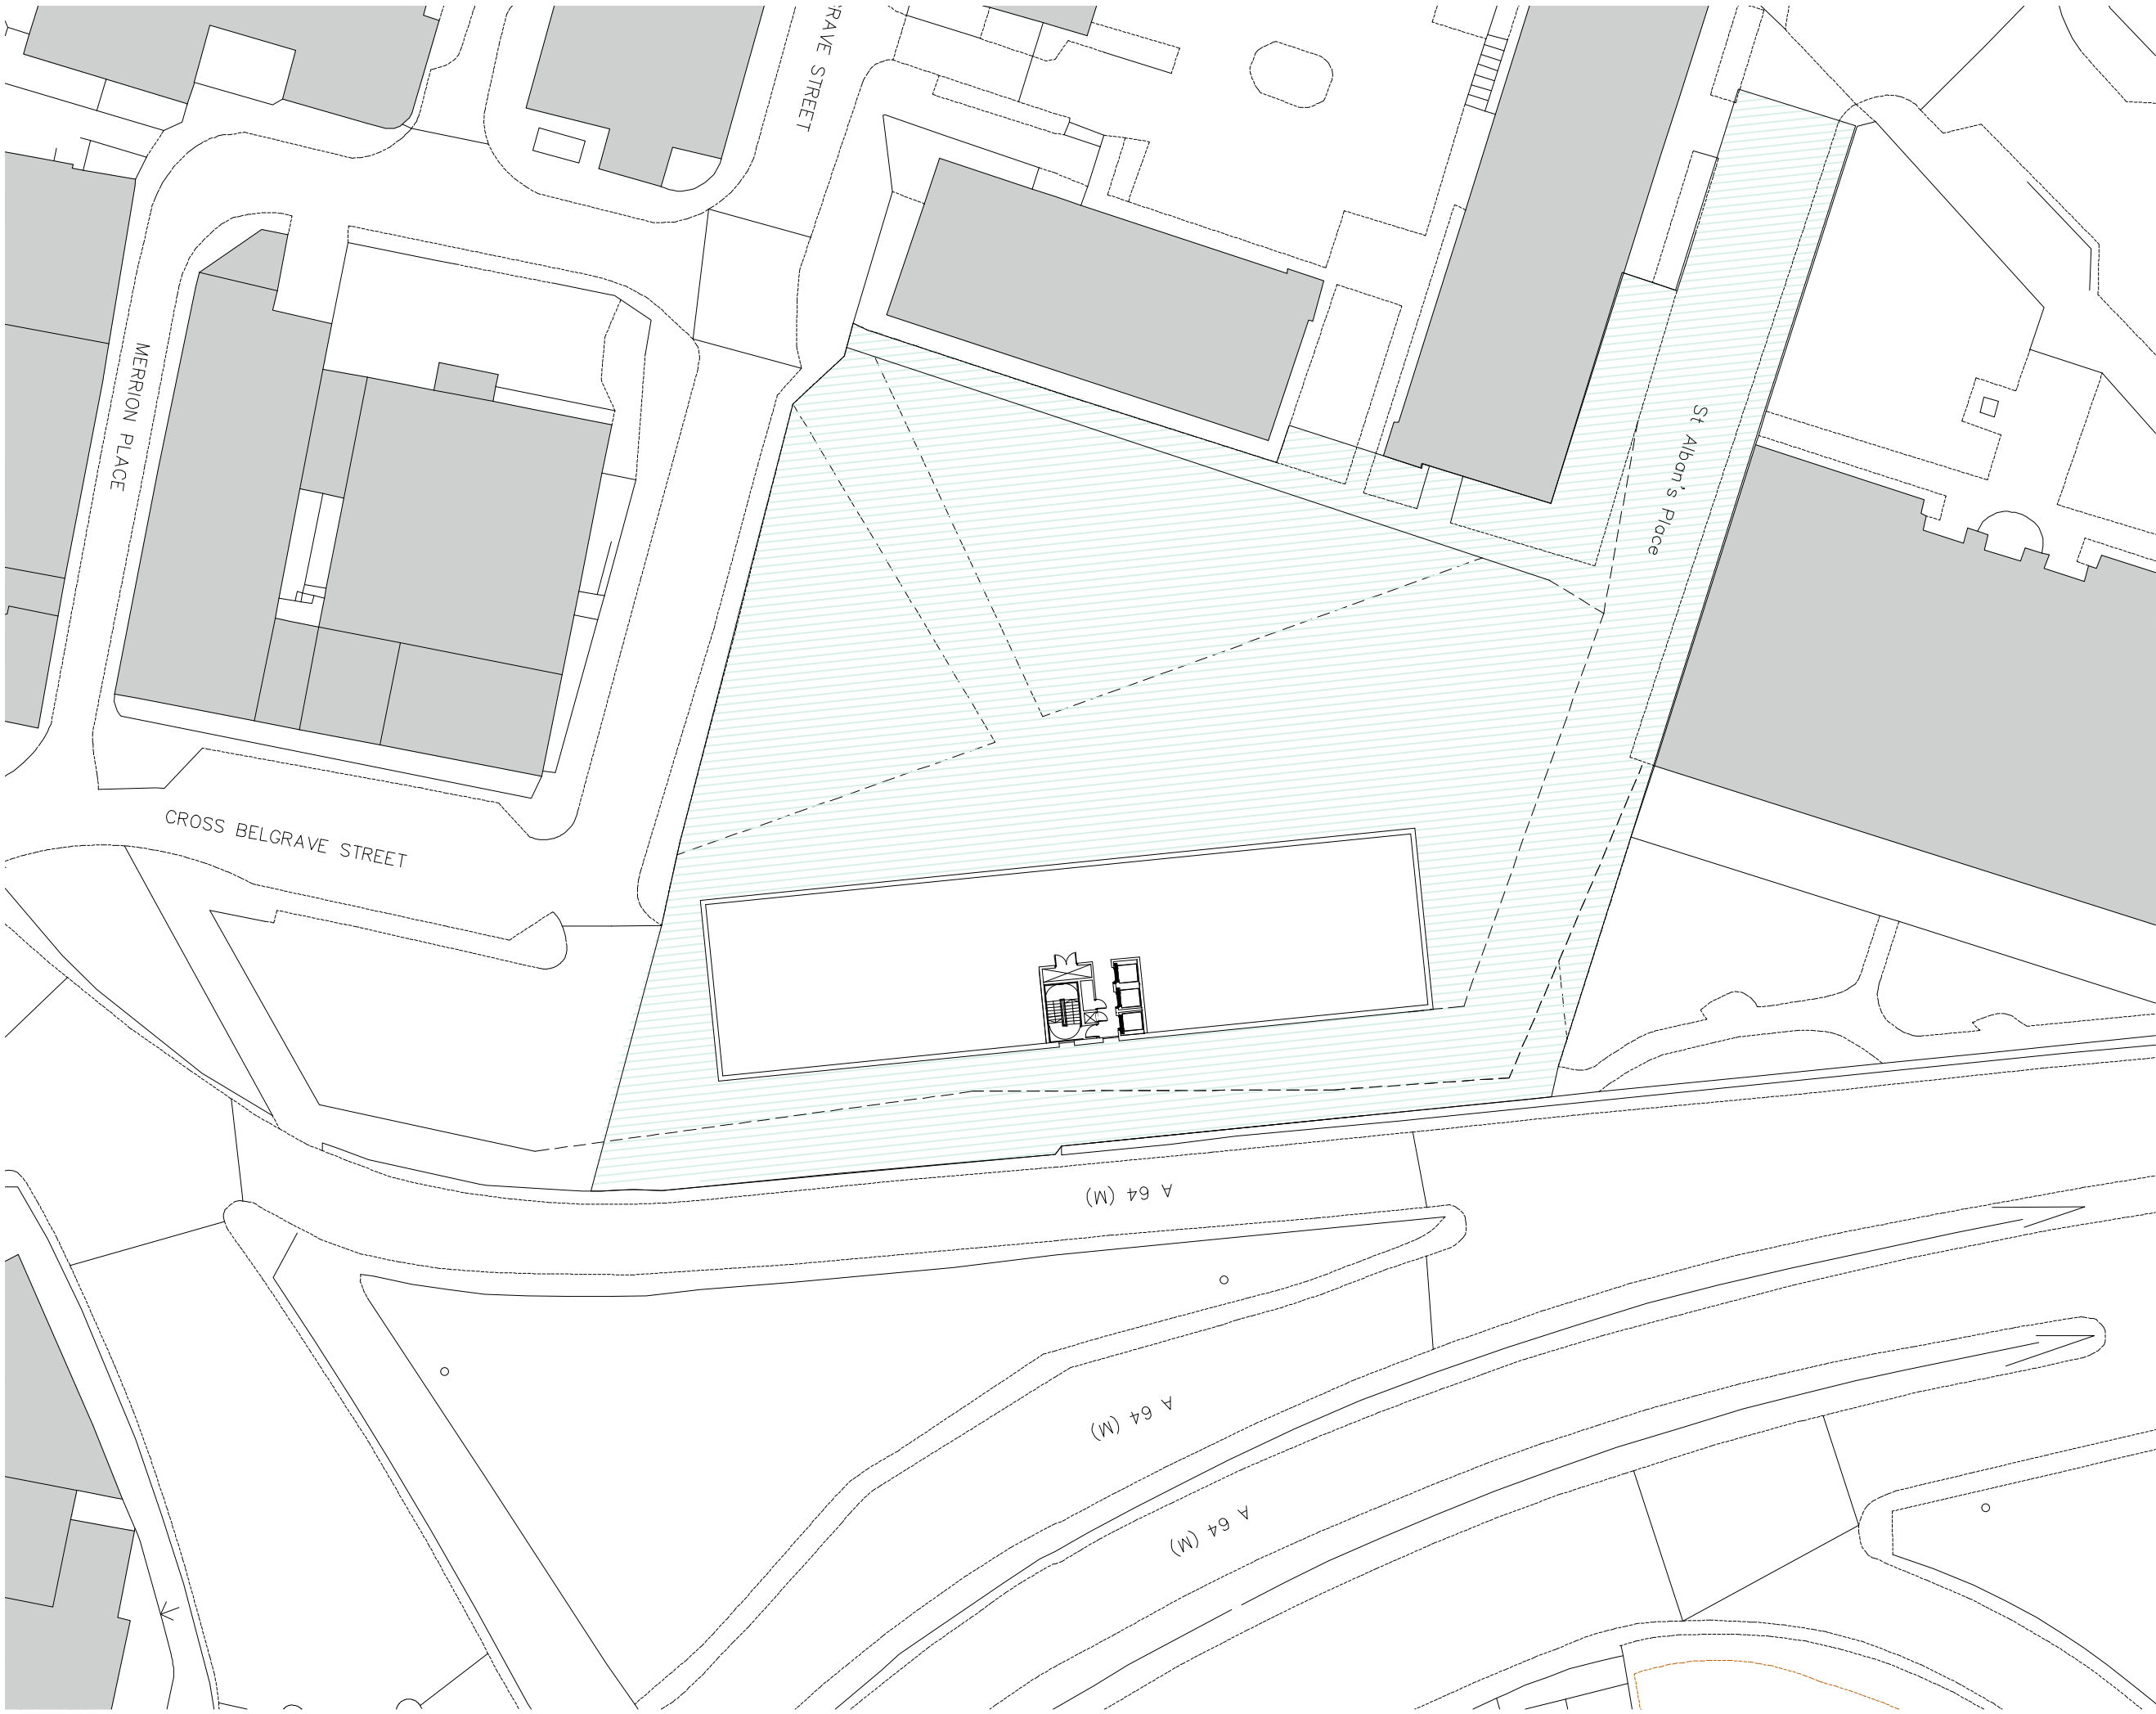 RAVE STREET
MERRION PLACE
St Alban's Place
CROSS BELGRAVE STREET
A 64 (M)
A 64 (M)
A 64 (M)